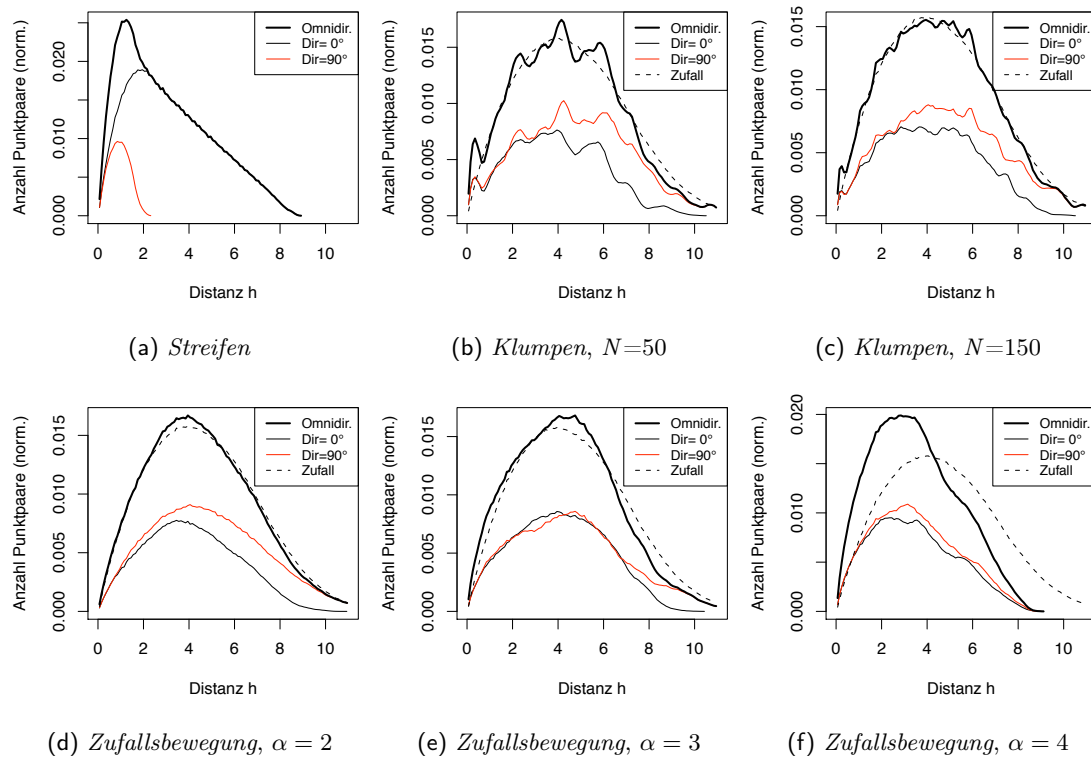 Anzahl Punktpaare (norm.)
0.000
0.010
0.020
Omnidir.
Dir= 0°
Dir=90°
0 2 4 6 8 10
Distanz h
(a) Streifen
Anzahl Punktpaare (norm.)
0.000
0.005
0.010
0.015
Omnidir.
Dir= 0°
Dir=90°
Zufall
0 2 4 6 8 10
Distanz h
(b) Klumpen, N=50
Anzahl Punktpaare (norm.)
0.000
0.005
0.010
0.015
Omnidir.
Dir= 0°
Dir=90°
Zufall
0 2 4 6 8 10
Distanz h
(c) Klumpen, N=150
Anzahl Punktpaare (norm.)
0.000
0.005
0.010
0.015
Omnidir.
Dir= 0°
Dir=90°
Zufall
0 2 4 6 8 10
Distanz h
(d) Zufallsbewegung, α = 2
Anzahl Punktpaare (norm.)
0.000
0.005
0.010
0.015
Omnidir.
Dir= 0°
Dir=90°
Zufall
0 2 4 6 8 10
Distanz h
(e) Zufallsbewegung, α = 3
Anzahl Punktpaare (norm.)
0.000
0.010
0.020
Omnidir.
Dir= 0°
Dir=90°
Zufall
0 2 4 6 8 10
Distanz h
(f) Zufallsbewegung, α = 4